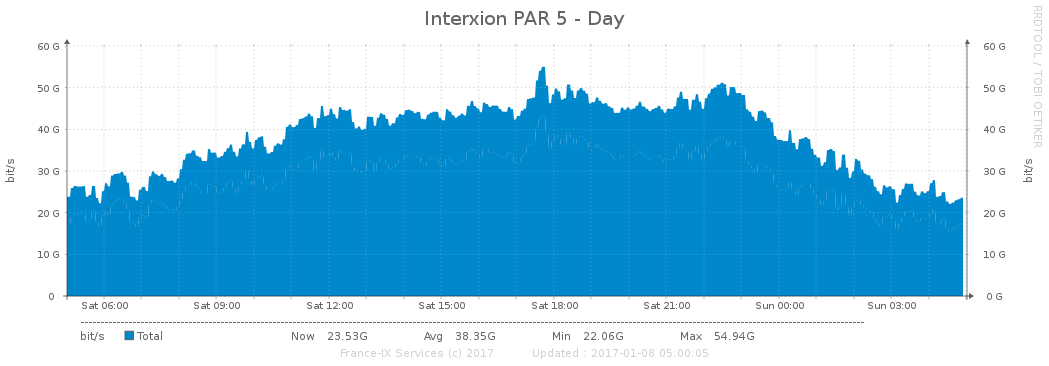 Interxion PAR 5 - Day
RRDTOOL / TOBI OETIKER
60 G 60 G
50 G 50 G
40 G 40 G
30 G 30 G
20 G 20 G
10 G 10 G
0 0 G
bit/s bit/s
Sat 06:00 Sat 09:00 Sat 12:00 Sat 15:00 Sat 18:00 Sat 21:00 Sun 00:00 Sun 03:00
bit/s Total Now 23.53G Avg 38.35G Min 22.06G Max 54.94G
France-IX Services (c) 2017 Updated : 2017-01-08 05:00:05